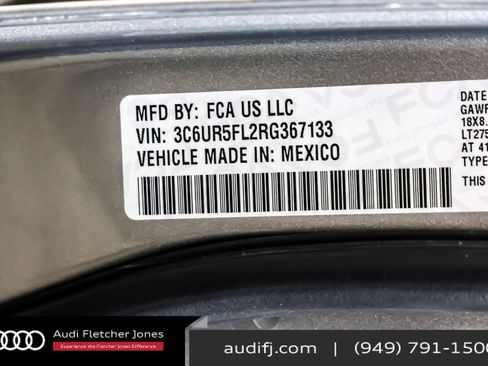 MFD BY: FCA US LLC
VIN: 3C6UR5FL2RG367133
VEHICLE MADE IN: MEXICO
DATE
GAWR
18X8.
LT275
AT 41
TYPE
THIS
Audi Fletcher Jones
Experience the Fletcher Jones Difference.
audifj.com | (949) 791-1500